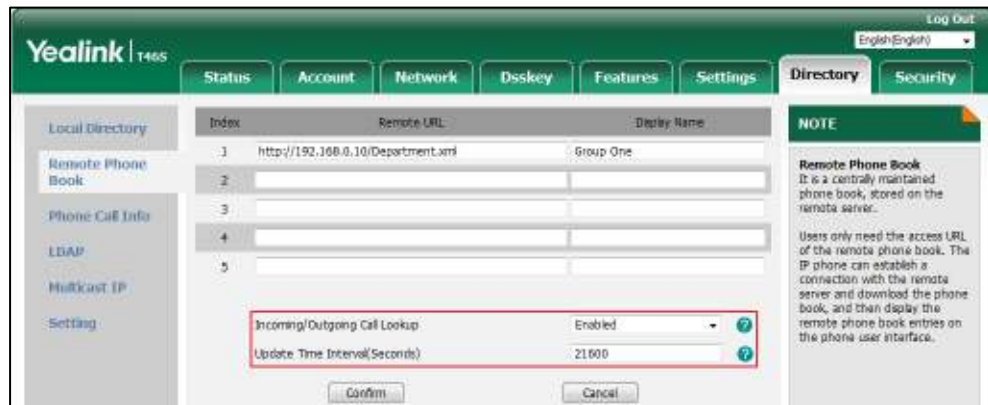 Log Out
Yealink T46S
English(English)
Status Account Network Dsskey Features Settings Directory Security
Local Directory
Remote Phone Book
Phone Call Info
LDAP
Multicast IP
Setting
Index Remote URL Display Name
1 http://192.168.0.10/Department.xml Group One
2
3
4
5
Incoming/Outgoing Call Lookup Enabled
Update Time Interval(Seconds) 21600
Confirm Cancel
NOTE
Remote Phone Book
It is a centrally maintained
phone book, stored on the
remote server.
Users only need the access URL
of the remote phone book. The
IP phone can establish a
connection with the remote
server and download the phone
book, and then display the
remote phone book entries on
the phone user interface.